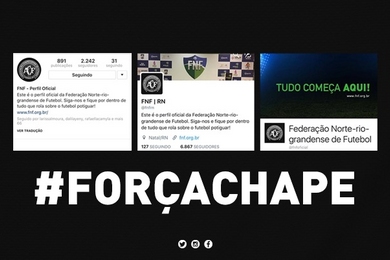 891 2.242 31
publicações seguidores seguindo
Seguindo
FNF - Perfil Oficial
Este é o perfil oficial da Federação Norte-rio-
grandense de Futebol. Siga-nos e fique por dentro
de tudo que rola sobre o futebol potiguar!
www.fnf.org.br
VER TRADUÇÃO
FNF
FNF | RN
Este é o perfil oficial da Federação Norte-rio-
grandense de Futebol. Siga-nos e fique por dentro
de tudo que rola sobre o futebol potiguar!
Natal/RN fnf.org.br
127 SEGUINDO 6.667 SEGUIDORES
TUDO COMEÇA AQUI!
www.fnf.org.br
Federação Norte-rio-
grandense de Futebol
#FORÇACHAPE